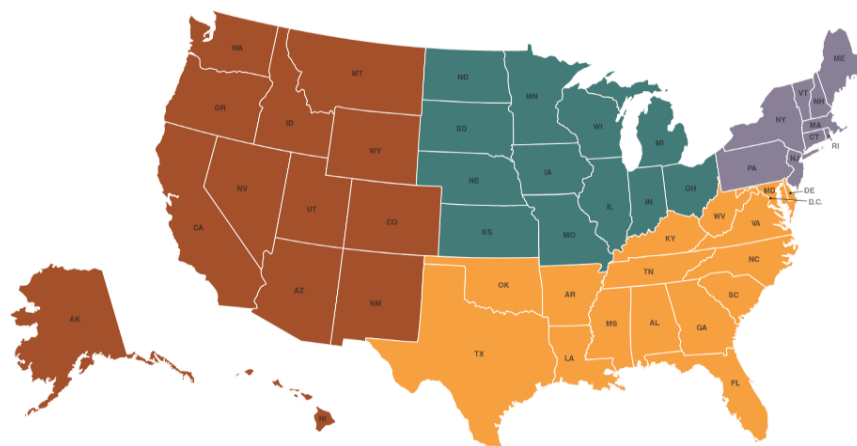 WA
MT
ND
MN
ME
VT
NH
OR
ID
SD
WI
MI
NY
MA
CT
RI
WY
IA
PA
NJ
NV
NE
IL
IN
OH
MD
DE
D.C.
UT
CO
KS
MO
WV
VA
CA
KY
NC
AZ
NM
OK
AR
TN
SC
AK
TX
LA
MS
AL
GA
FL
HI